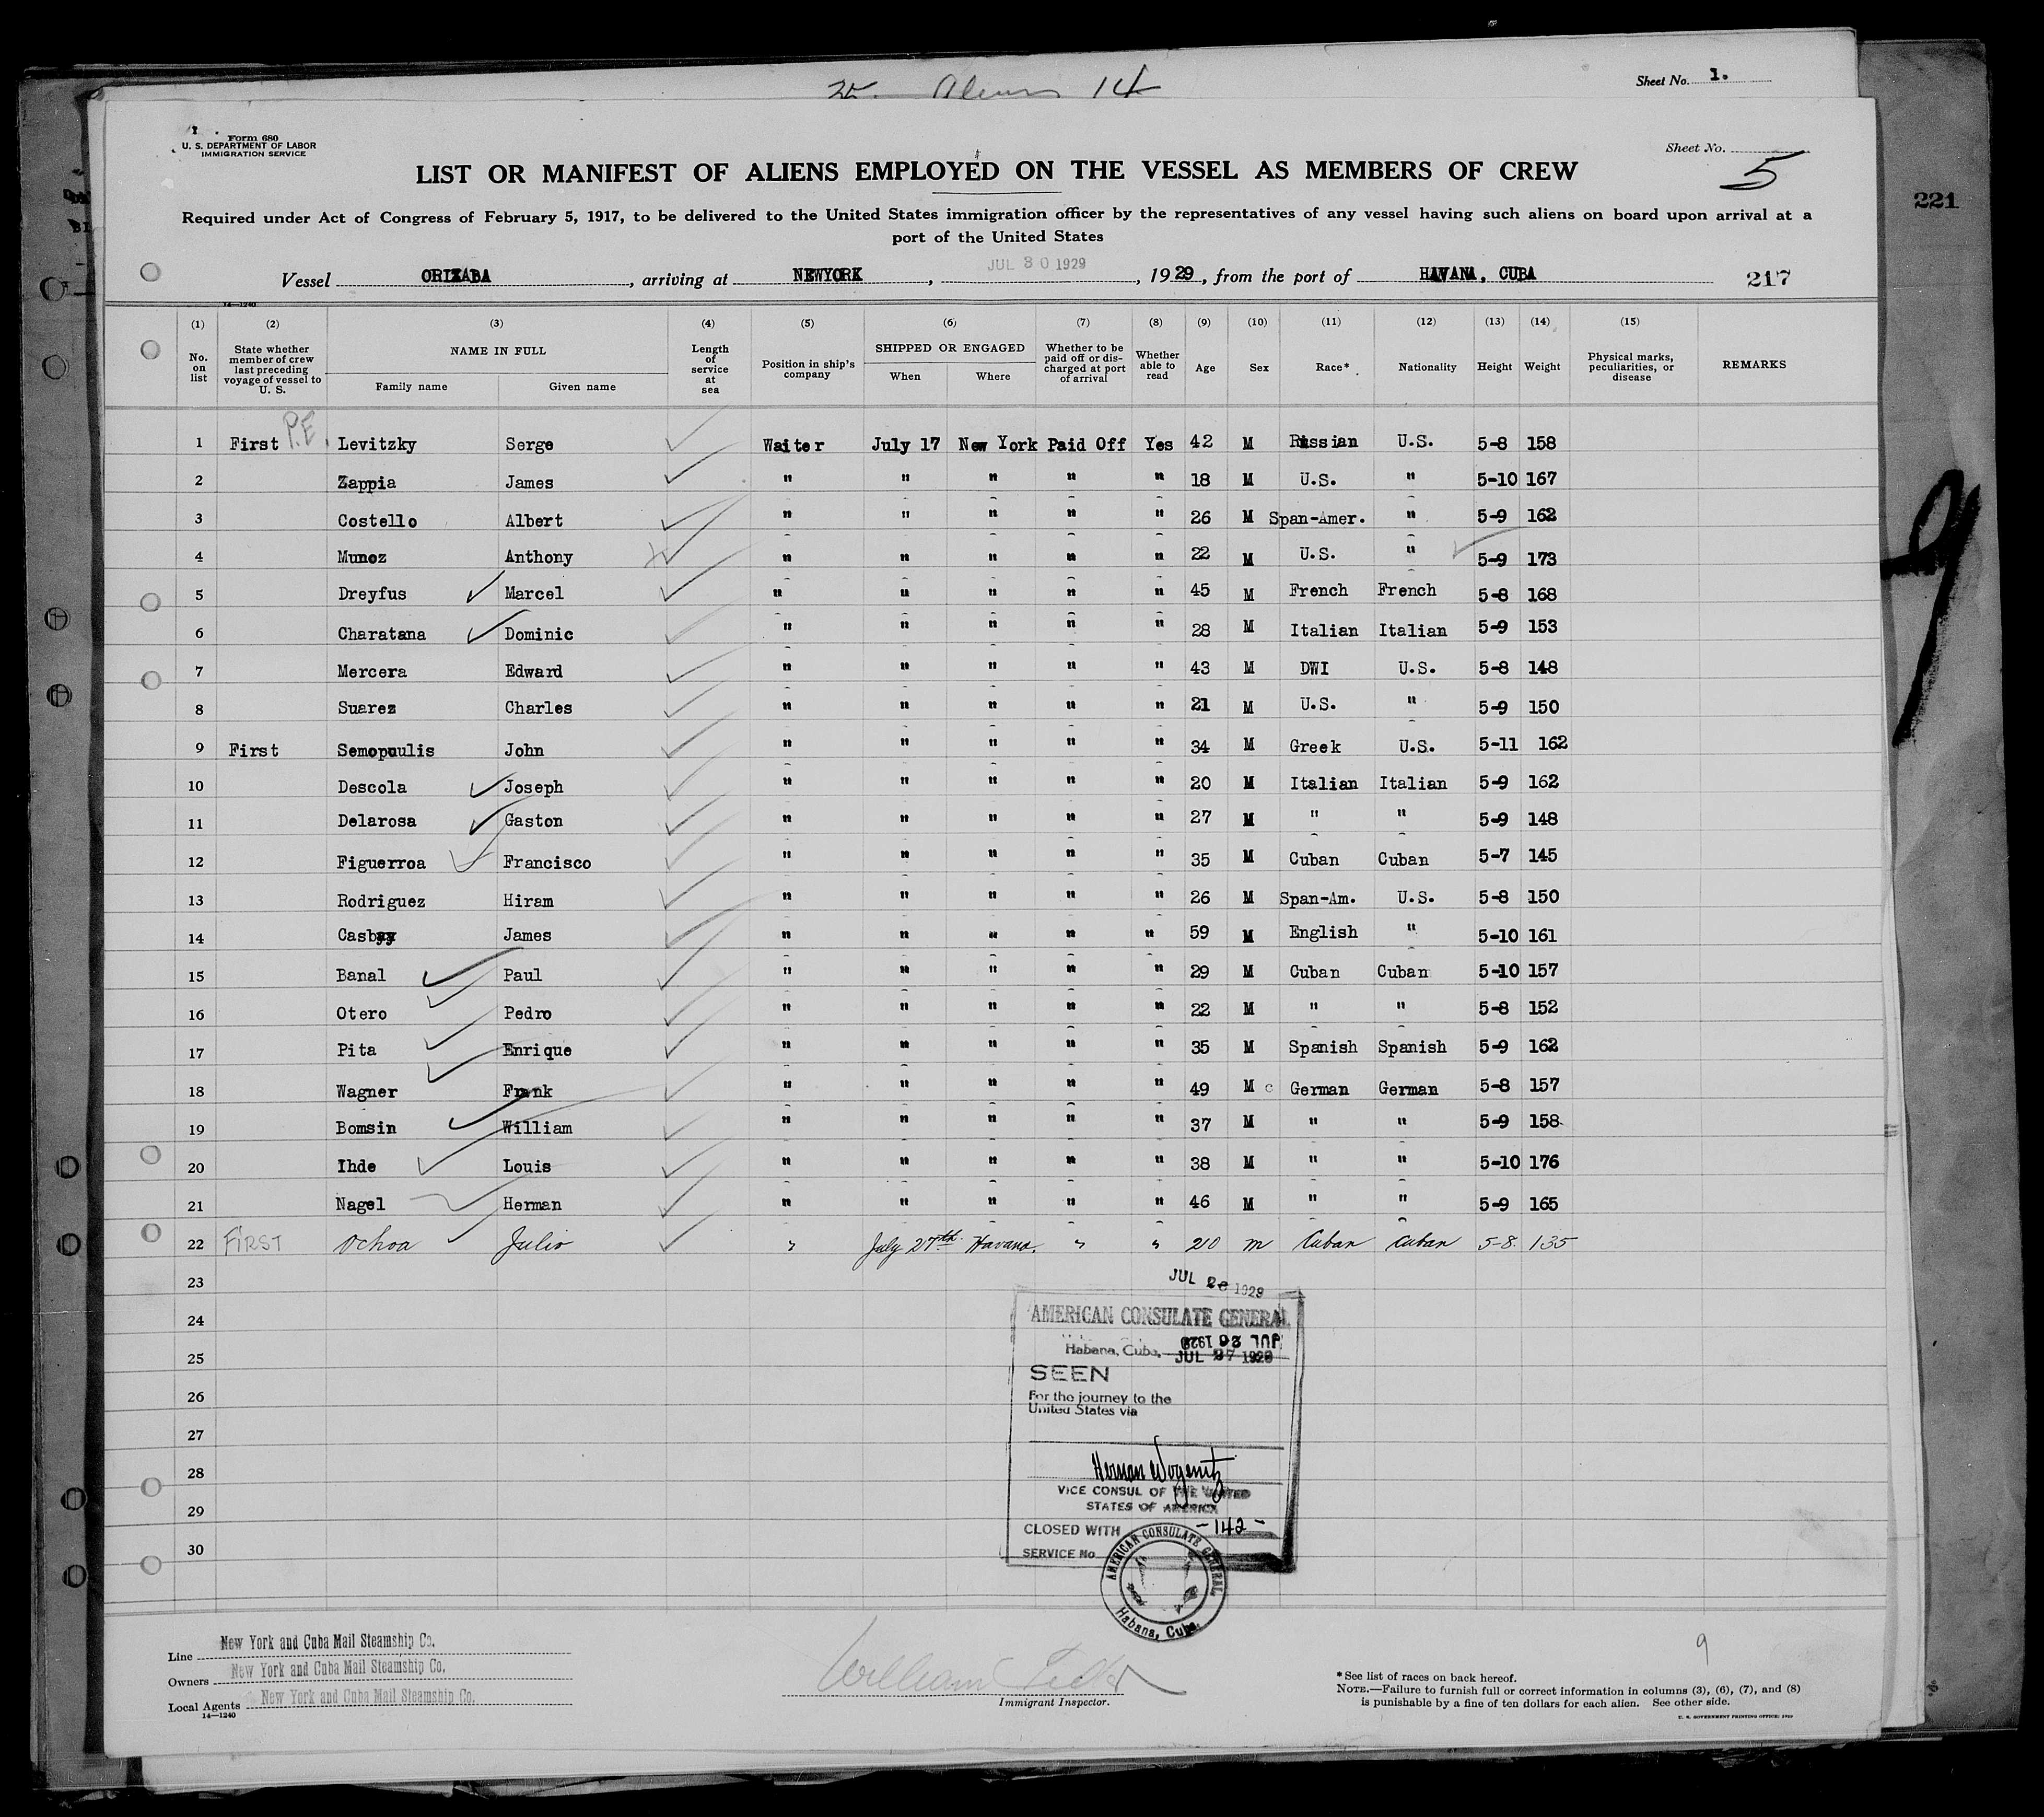 Aliens 14
Sheet No. 1.
Form 680
U. S. DEPARTMENT OF LABOR
IMMIGRATION SERVICE
Sheet No. 5
LIST OR MANIFEST OF ALIENS EMPLOYED ON THE VESSEL AS MEMBERS OF CREW
221
Required under Act of Congress of February 5, 1917, to be delivered to the United States immigration officer by the representatives of any vessel having such aliens on board upon arrival at a
port of the United States
Vessel ORIZABA, arriving at NEWYORK, JUL 30 1929, 1929, from the port of HAVANA, CUBA 217
14—1240
(1) (2) (3) (4) (5) (6) (7) (8) (9) (10) (11) (12) (13) (14) (15)
No. on list State whether member of crew last preceding voyage of vessel to U. S. NAME IN FULL Family name Given name Length of service at sea Position in ship's company SHIPPED OR ENGAGED When Where Whether to be paid off or discharged at port of arrival Whether able to read Age Sex Race* Nationality Height Weight Physical marks, peculiarities, or disease REMARKS
1 First P.E. Levitzky Serge Waiter July 17 New York Paid Off Yes 42 M Russian U.S. 5-8 158
2 Zappia James " " " " " 18 M U.S. " 5-10 167
3 Costello Albert " " " " " 26 M Span-Amer. " 5-9 162
4 Munoz Anthony " " " " " 22 M U.S. " 5-9 173
5 Dreyfus Marcel " " " " " 45 M French French 5-8 168
6 Charatana Dominic " " " " " 28 M Italian Italian 5-9 153
7 Mercera Edward " " " " " 43 M DWI U.S. 5-8 148
8 Suarez Charles " " " " " 21 M U.S. " 5-9 150
9 First Semopoulis John " " " " " 34 M Greek U.S. 5-11 162
10 Descola Joseph " " " " " 20 M Italian Italian 5-9 162
11 Delarosa Gaston " " " " " 27 M " " 5-9 148
12 Figuerroa Francisco " " " " " 35 M Cuban Cuban 5-7 145
13 Rodriguez Hiram " " " " " 26 M Span-Am. U.S. 5-8 150
14 James " " " " " 59 M English " 5-10 161
15 Banal Paul " " " " " 29 M Cuban Cuban 5-10 157
16 Otero Pedro " " " " " 22 M " " 5-8 152
17 Pita Enrique " " " " " 35 M Spanish Spanish 5-9 162
18 Wagner Frank " " " " " 49 M c German German 5-8 157
19 Bomsin William " " " " " 37 M " " 5-9 158
20 Ihde Louis " " " " " 38 M " " 5-10 176
21 Nagel Herman " " " " " 46 M " " 5-9 165
22 FIRST Ochoa Julio " July 27th Havana. " " 20 m Cuban Cuban 5-8. 135
23
24
25
26
27
28
29
30
JUL 26 1929
AMERICAN CONSULATE GENERAL
JUL 26 1929
Habana, Cuba, JUL 27 1929
SEEN
For the journey to the
United States via
VICE CONSUL OF THE UNITED
STATES OF AMERICA
CLOSED WITH -142-
SERVICE No.
AMERICAN CONSULATE GENERAL
Habana, Cuba.
9
Line New York and Cuba Mail Steamship Co.
Owners New York and Cuba Mail Steamship Co.
Local Agents New York and Cuba Mail Steamship Co.
14—1240
William
Immigrant Inspector.
9
*See list of races on back hereof.
NOTE.—Failure to furnish full or correct information in columns (3), (6), (7), and (8)
is punishable by a fine of ten dollars for each alien. See other side.